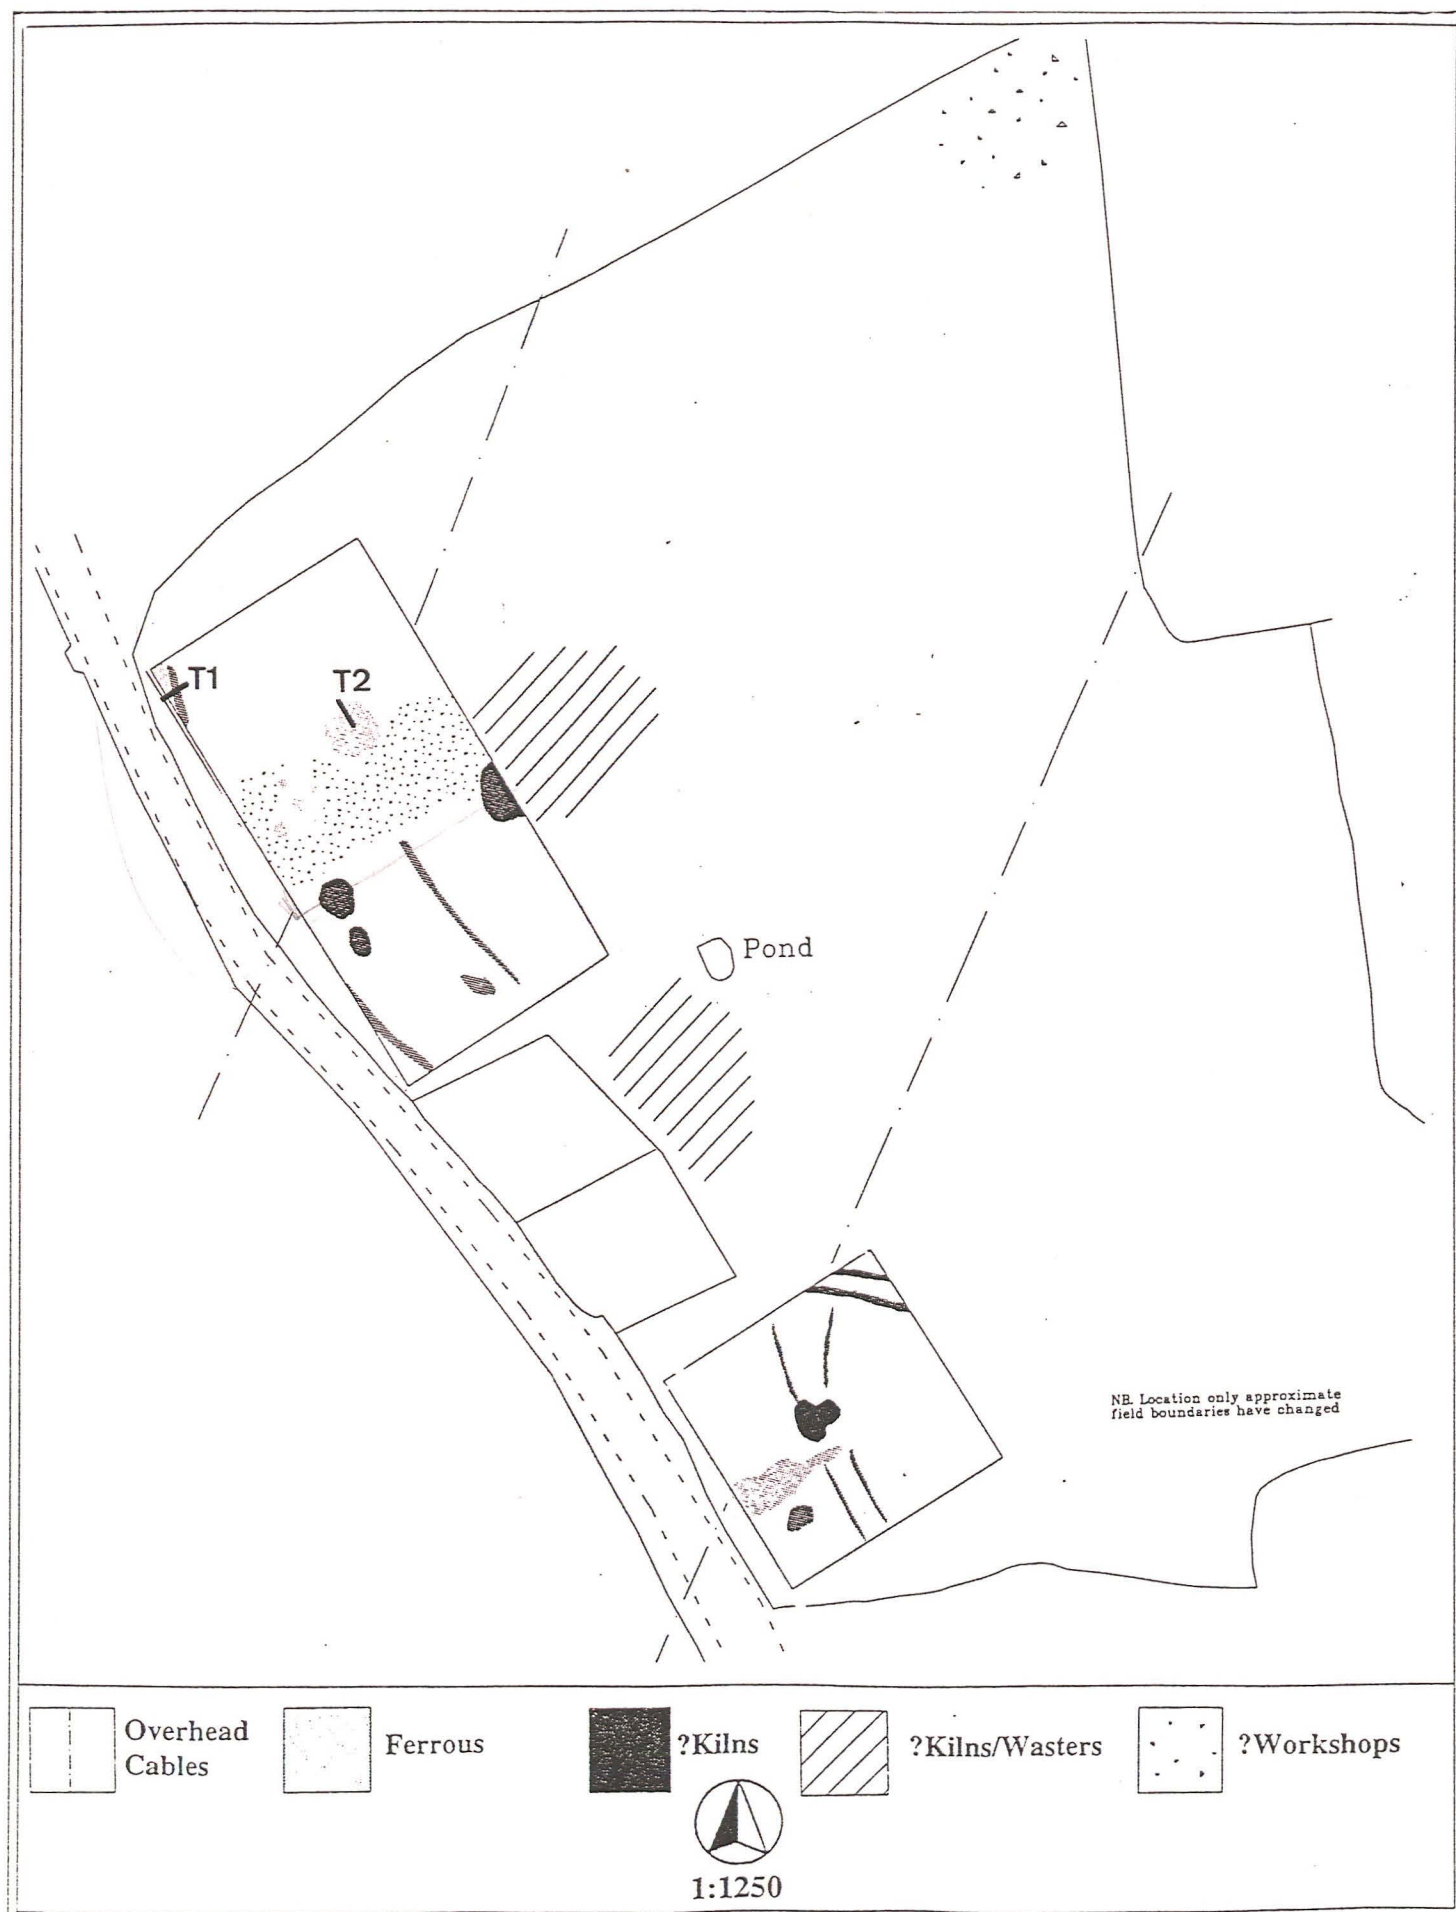 T1
T2
Pond
NB. Location only approximate
field boundaries have changed
Overhead
Cables
Ferrous
?Kilns
?Kilns/Wasters
?Workshops
1:1250